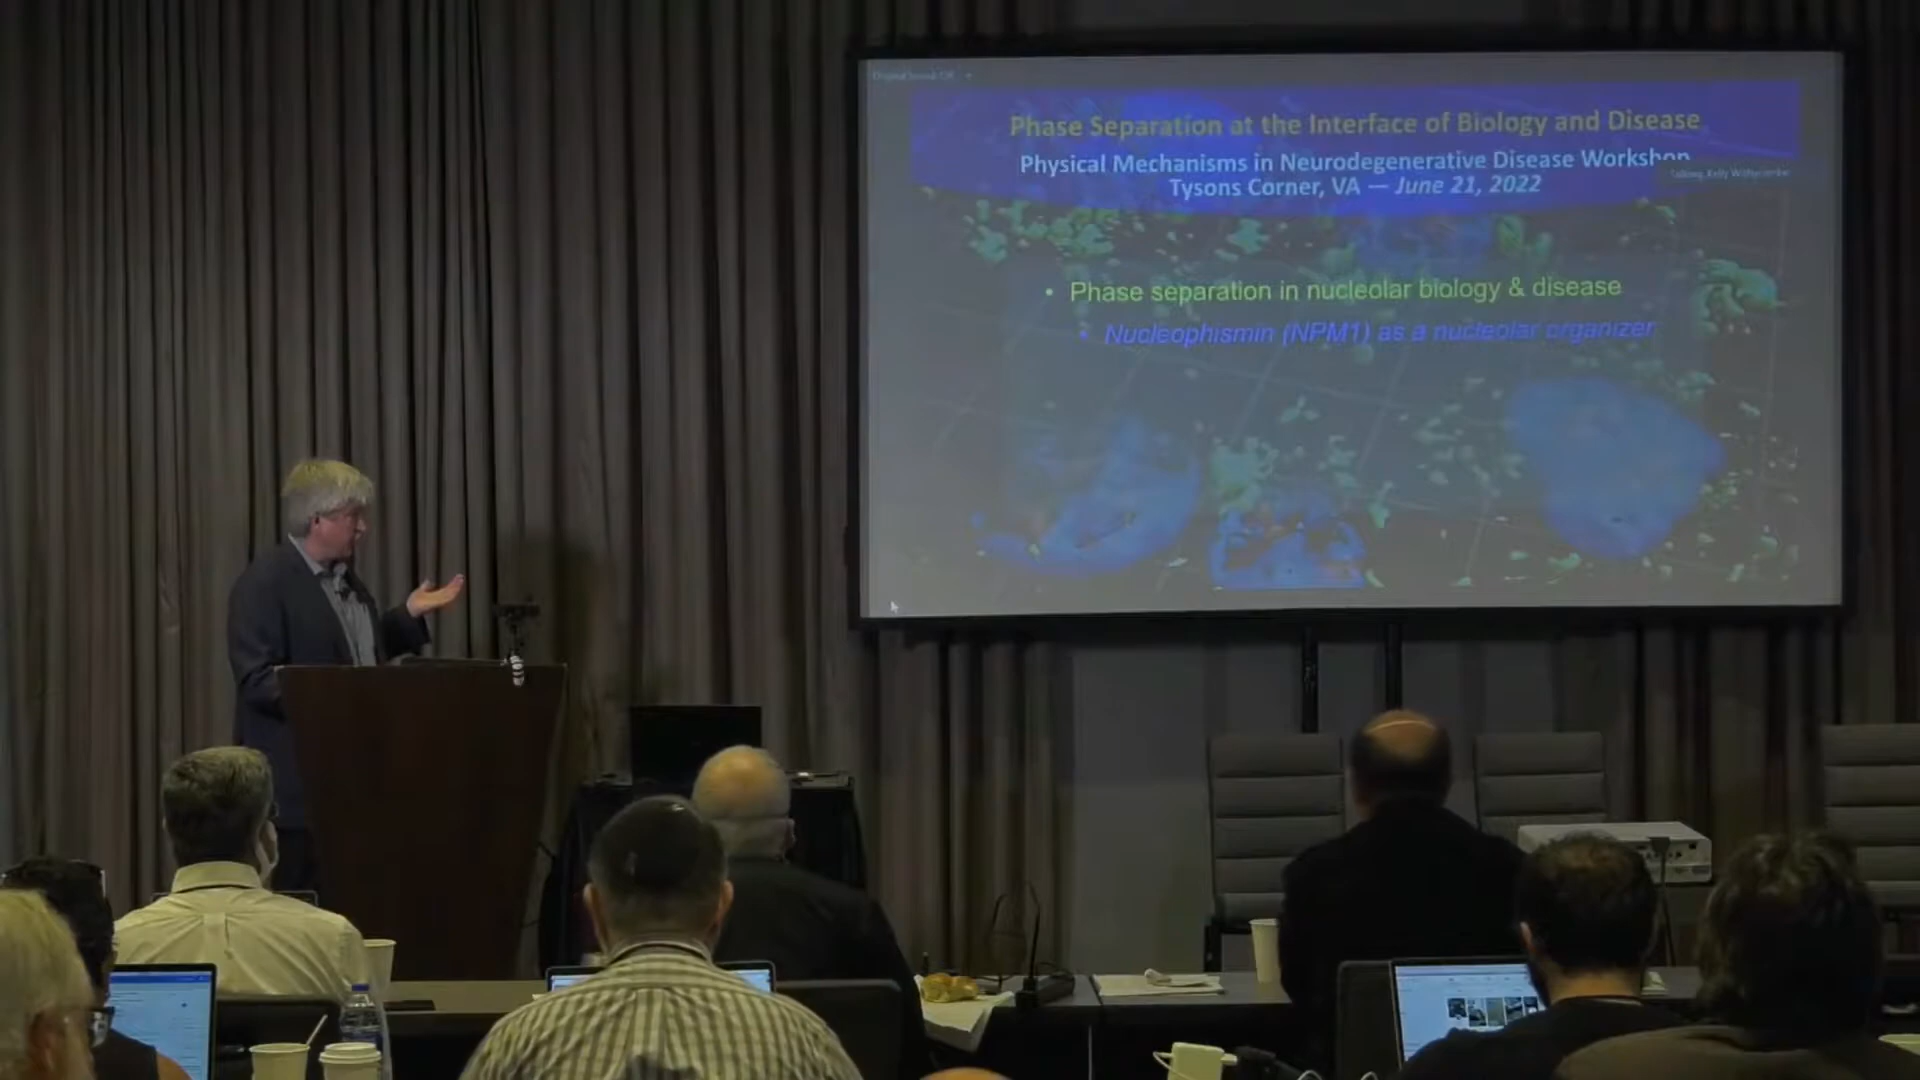 Phase Separation at the Interface of Biology and Disease
Physical Mechanisms in Neurodegenerative Disease Workshop
Tysons Corner, VA — June 21, 2022
• Phase separation in nucleolar biology & disease
• Nucleophismin (NPM1) as a nucleolar organizer